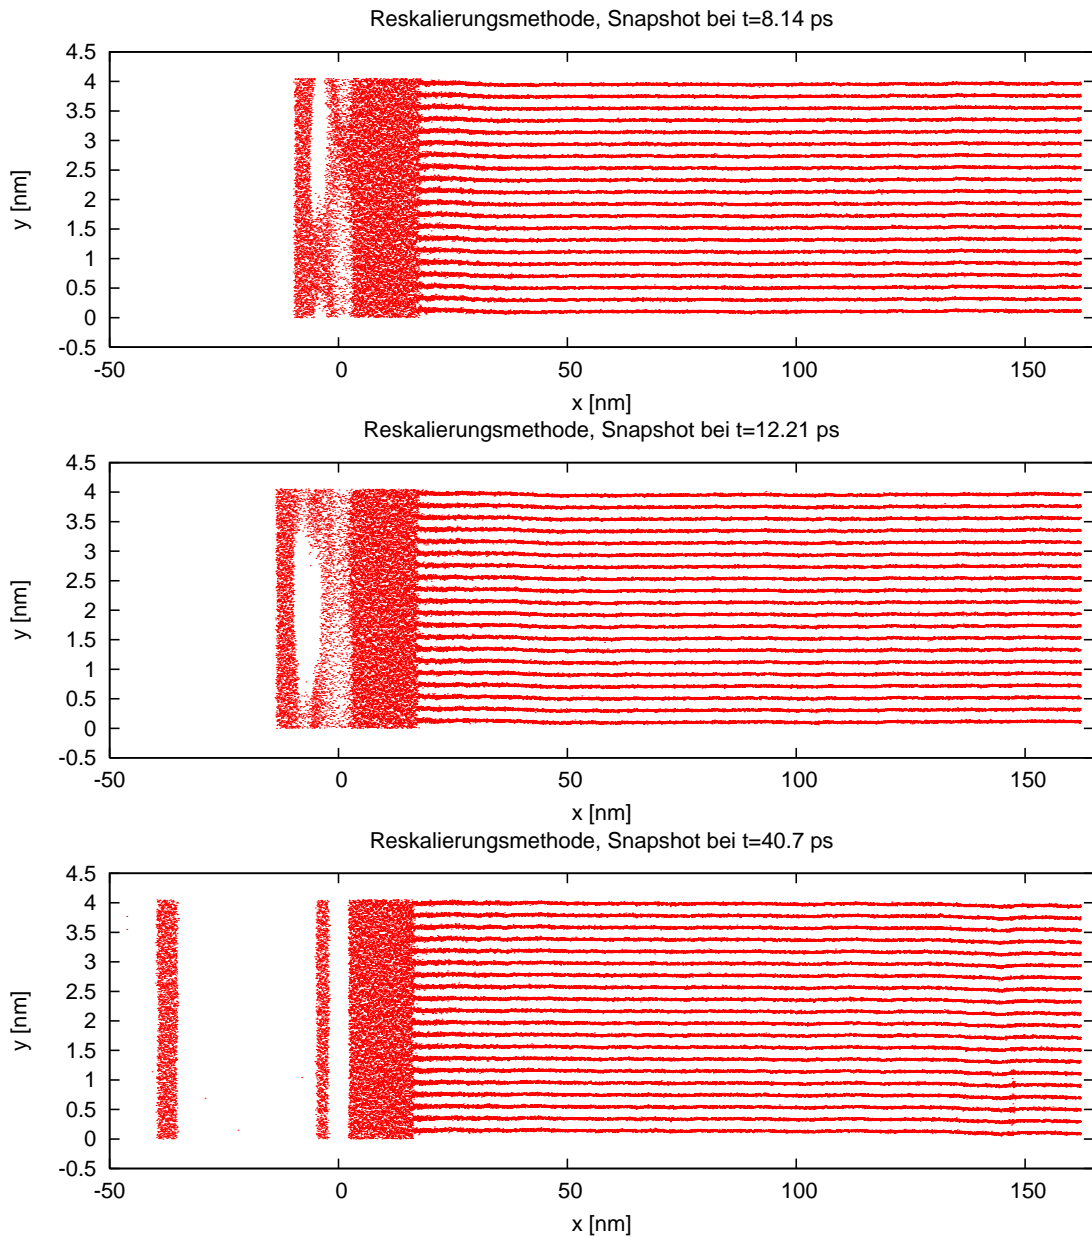 Reskalierungsmethode, Snapshot bei t=8.14 ps
4.5
4
3.5
3
2.5
2
1.5
1
0.5
0
-0.5
y [nm]
-50 0 50 100 150
x [nm]
Reskalierungsmethode, Snapshot bei t=12.21 ps
4.5
4
3.5
3
2.5
2
1.5
1
0.5
0
-0.5
y [nm]
-50 0 50 100 150
x [nm]
Reskalierungsmethode, Snapshot bei t=40.7 ps
4.5
4
3.5
3
2.5
2
1.5
1
0.5
0
-0.5
y [nm]
-50 0 50 100 150
x [nm]